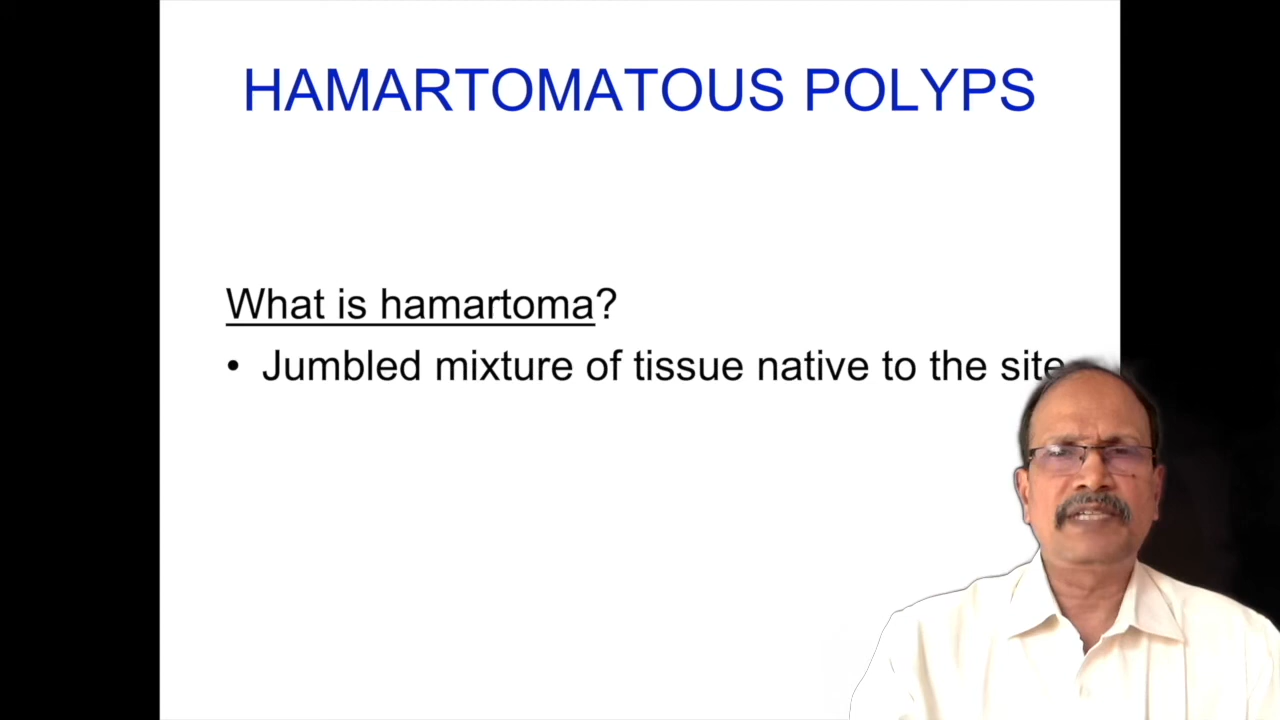 HAMARTOMATOUS POLYPS
What is hamartoma?
• Jumbled mixture of tissue native to the site